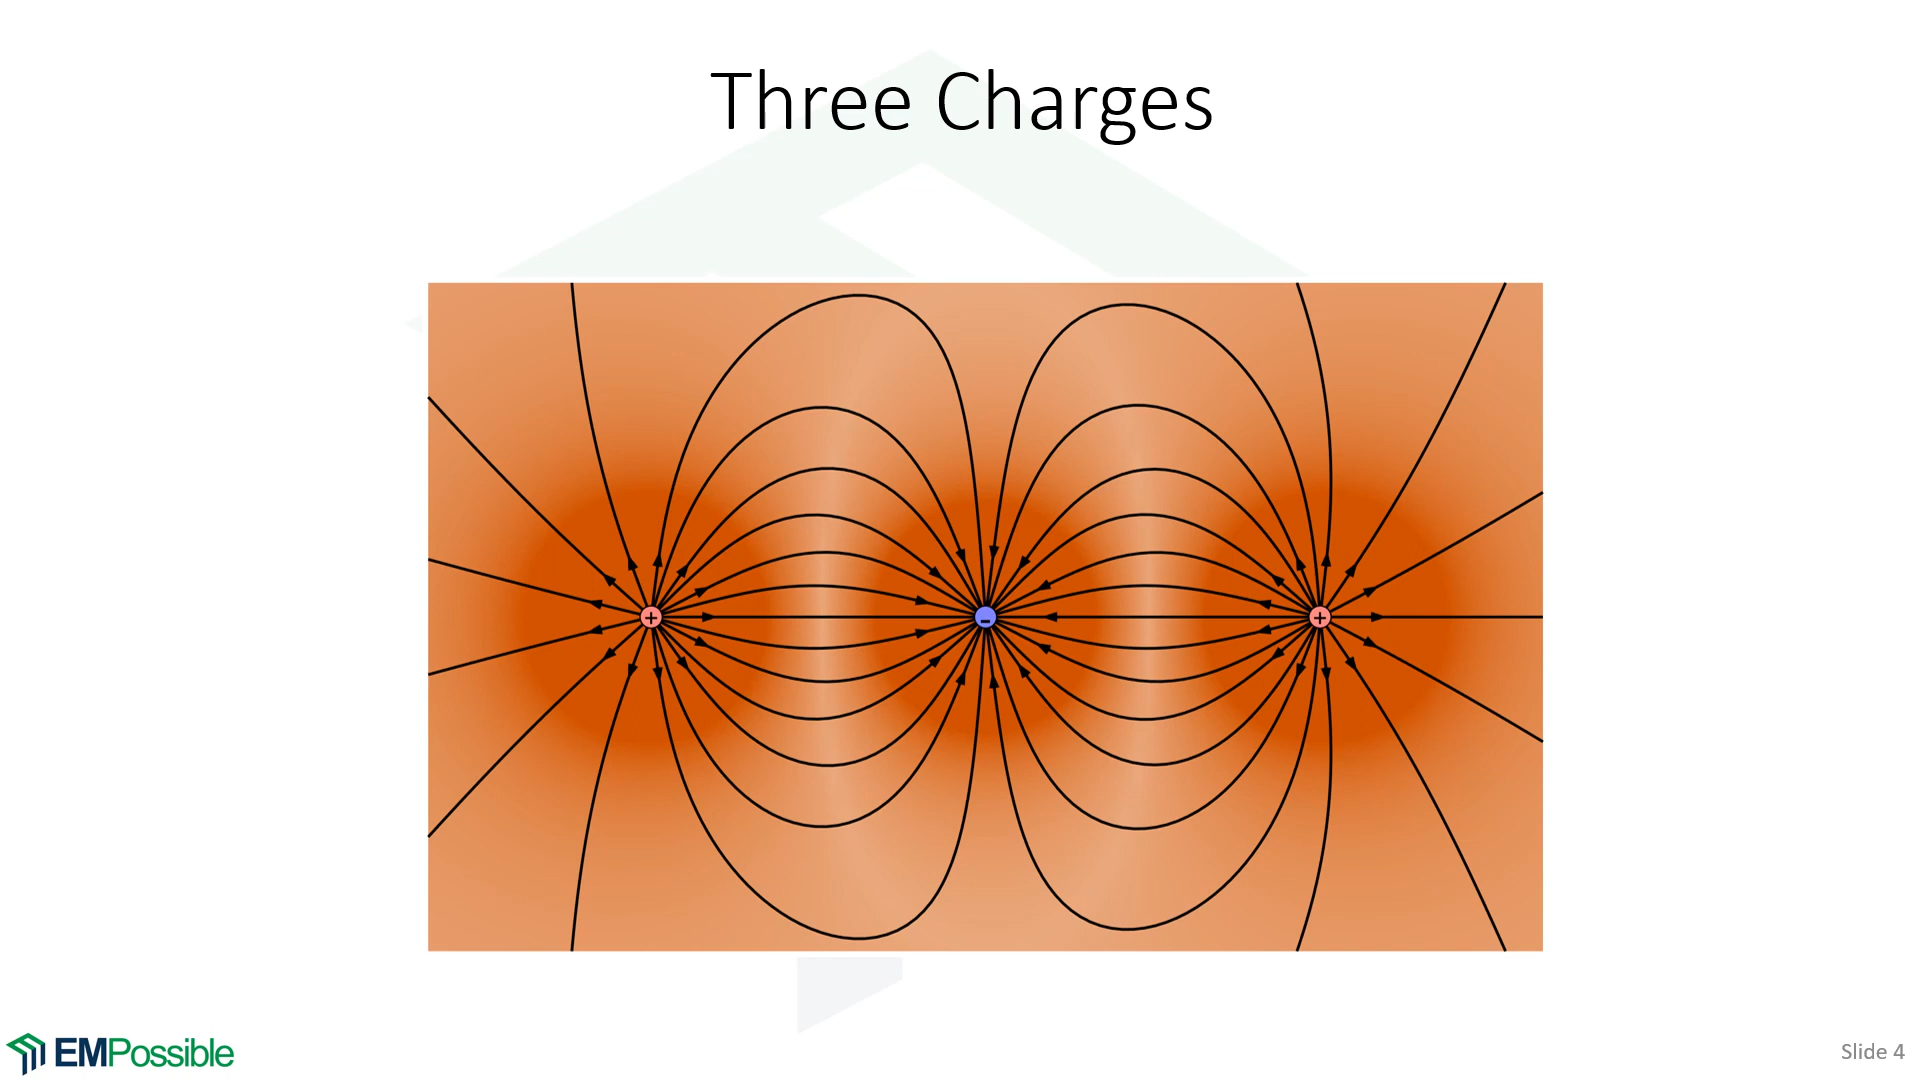 Three Charges
+
-
+
EMPossible
Slide 4